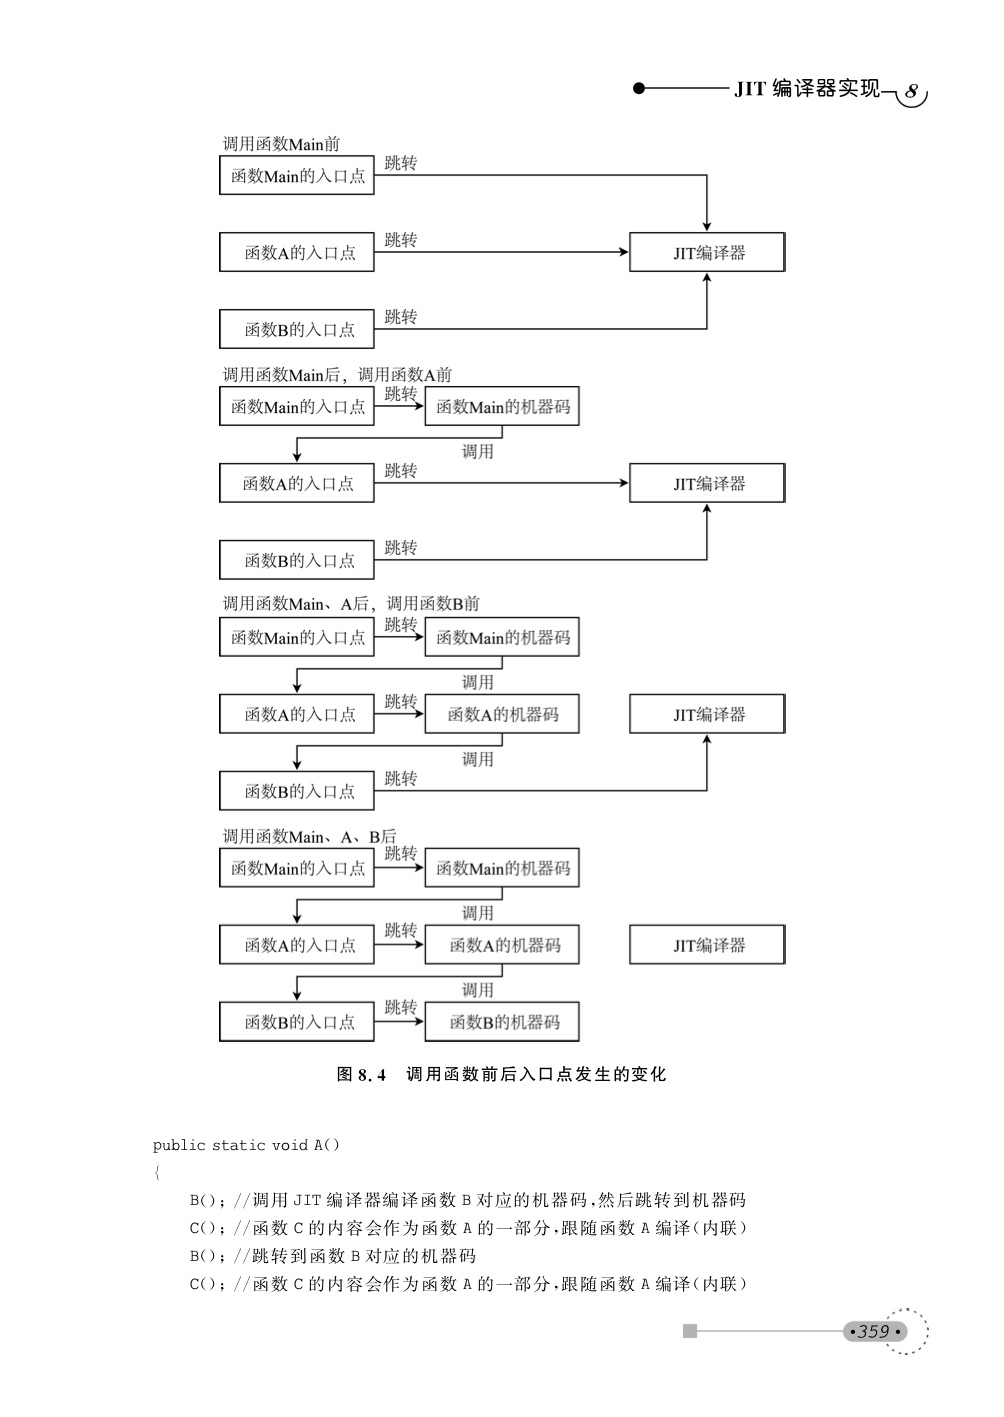 JIT 编译器实现 8
调用函数Main前
函数Main的入口点
跳转
函数A的入口点
跳转
JIT编译器
函数B的入口点
跳转
调用函数Main后，调用函数A前
函数Main的入口点
跳转
函数Main的机器码
调用
函数A的入口点
跳转
JIT编译器
函数B的入口点
跳转
调用函数Main、A后，调用函数B前
函数Main的入口点
跳转
函数Main的机器码
调用
函数A的入口点
跳转
函数A的机器码
JIT编译器
调用
函数B的入口点
跳转
调用函数Main、A、B后
函数Main的入口点
跳转
函数Main的机器码
调用
函数A的入口点
跳转
函数A的机器码
JIT编译器
调用
函数B的入口点
跳转
函数B的机器码
图 8.4 调用函数前后入口点发生的变化
public static void A()
{
B(); //调用 JIT 编译器编译函数 B 对应的机器码,然后跳转到机器码
C(); //函数 C 的内容会作为函数 A 的一部分,跟随函数 A 编译(内联)
B(); //跳转到函数 B 对应的机器码
C(); //函数 C 的内容会作为函数 A 的一部分,跟随函数 A 编译(内联)
·359·